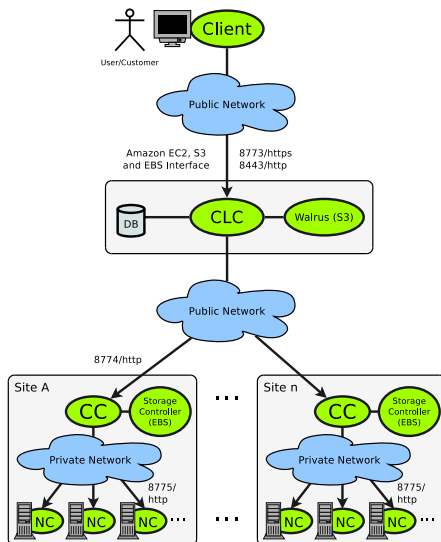 Client
User/Customer
Public Network
Amazon EC2, S3
and EBS Interface
8773/https
8443/http
DB
CLC
Walrus (S3)
Public Network
8774/http
Site A
CC
Storage
Controller
(EBS)
Private Network
8775/
http
NC
NC
NC
...
...
...
Site n
CC
Storage
Controller
(EBS)
Private Network
8775/
http
NC
NC
NC
...